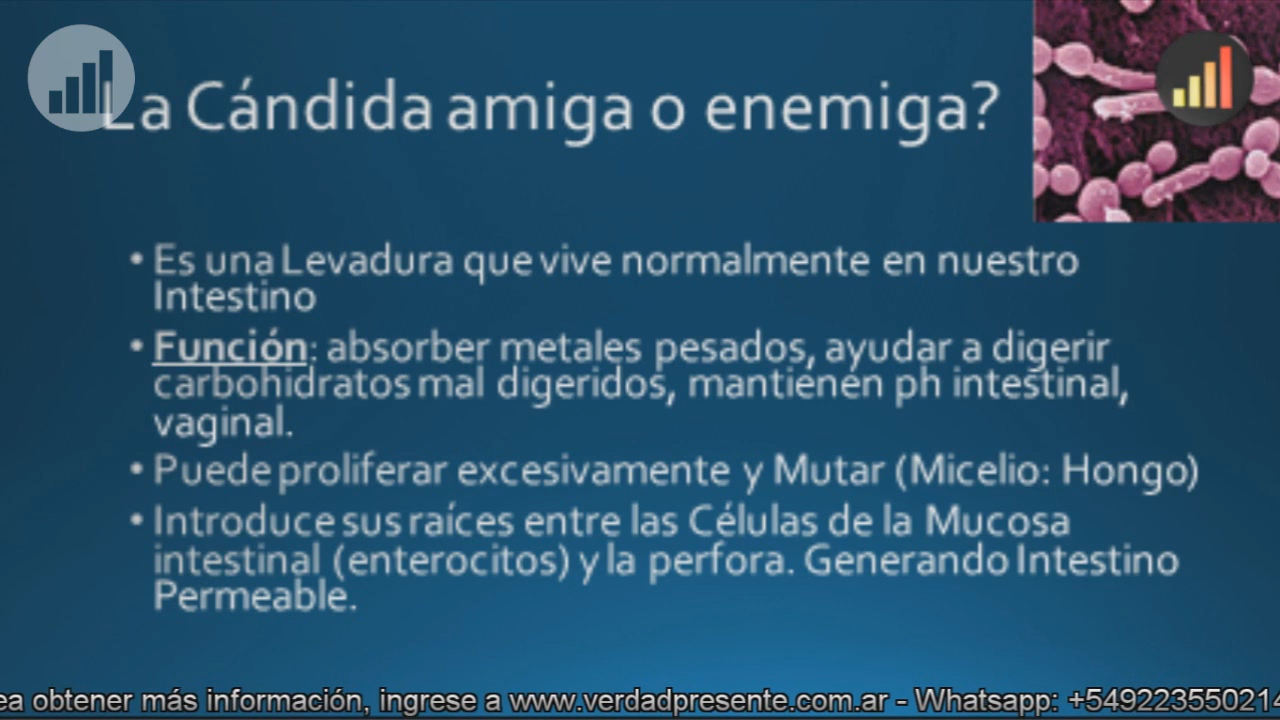 La Cándida amiga o enemiga?
• Es una Levadura que vive normalmente en nuestro
Intestino
• Función: absorber metales pesados, ayudar a digerir
carbohidratos mal digeridos, mantienen ph intestinal,
vaginal.
• Puede proliferar excesivamente y Mutar (Micelio: Hongo)
• Introduce sus raíces entre las Células de la Mucosa
intestinal (enterocitos) y la perfora. Generando Intestino
Permeable.
ea obtener más información, ingrese a www.verdadpresente.com.ar - Whatsapp: +549223550214